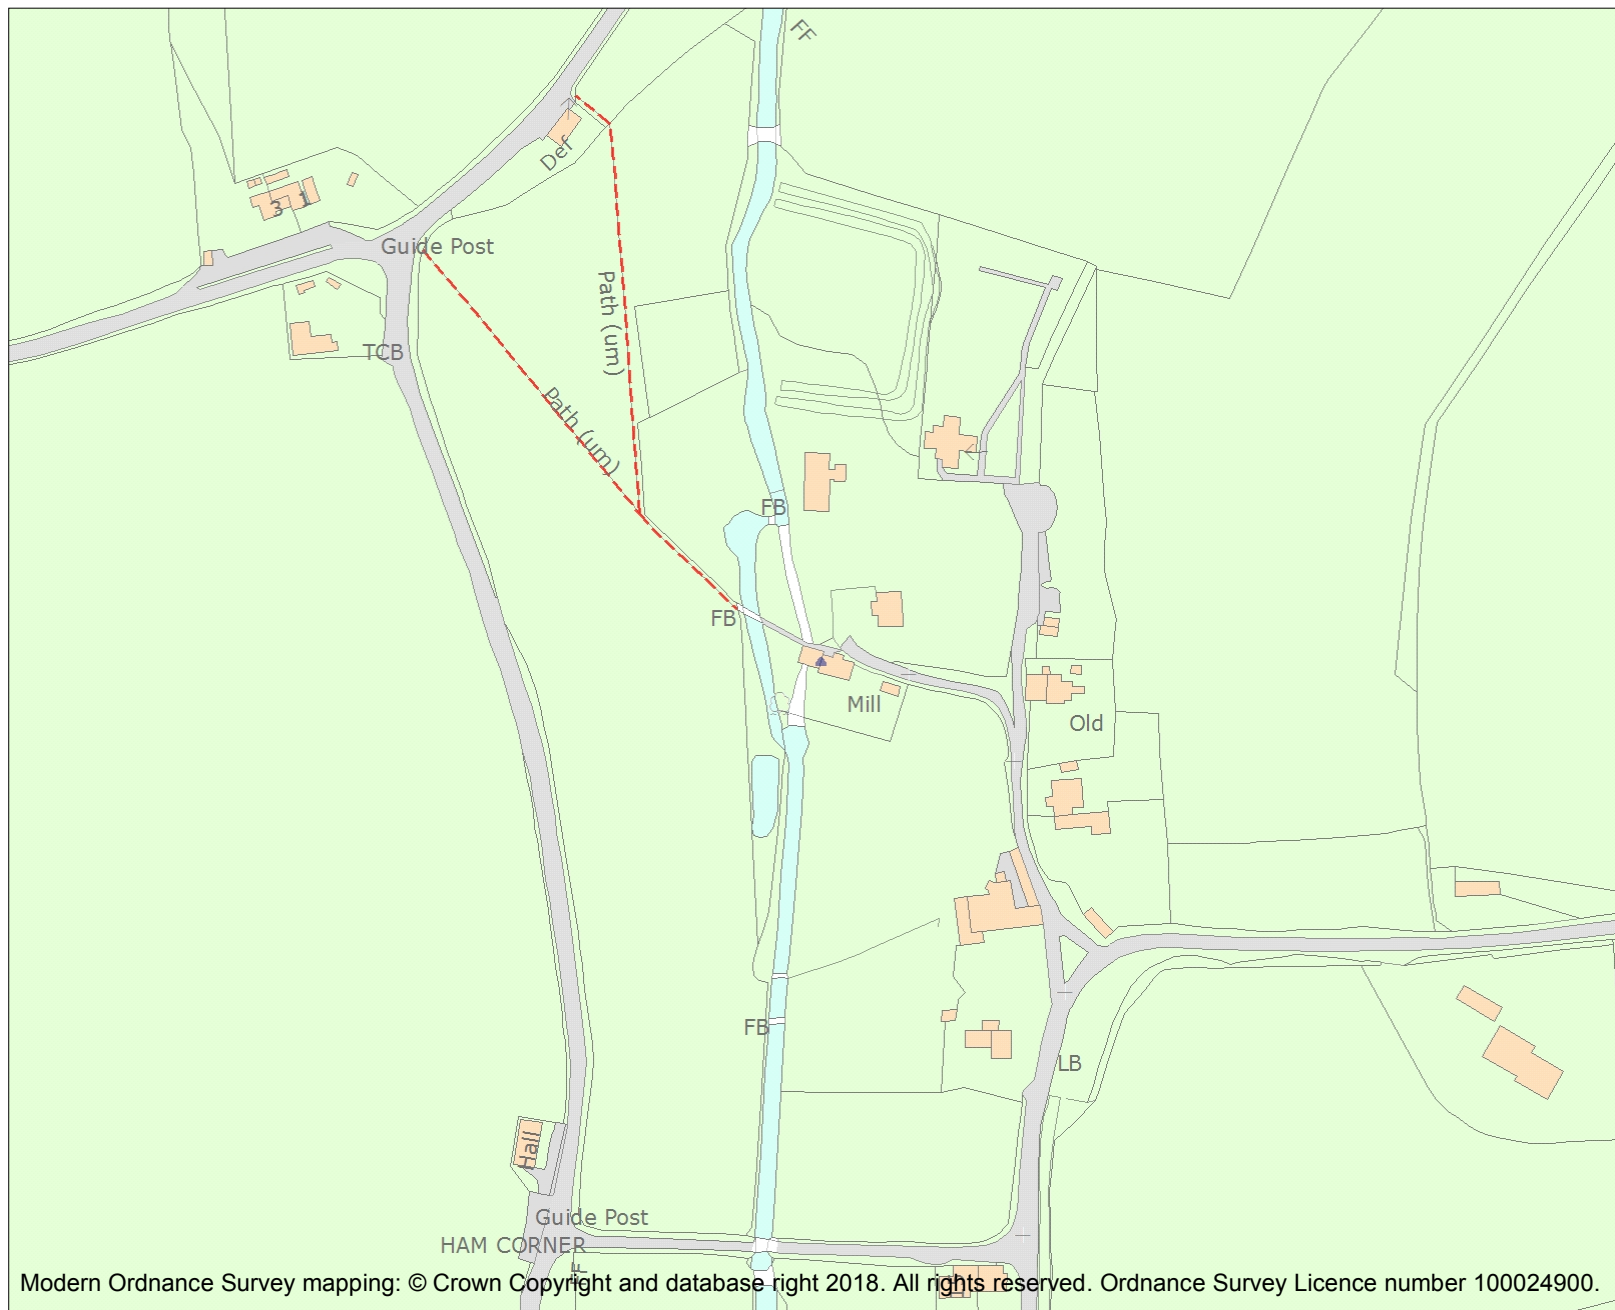 FF
Def
3
1
Guide Post
TCB
Path (um)
Path (um)
FB
FB
Mill
Old
FB
LB
Hall
Guide Post
HAM CORNER
FF
Modern Ordnance Survey mapping: © Crown Copyright and database right 2018. All rights reserved. Ordnance Survey Licence number 100024900.